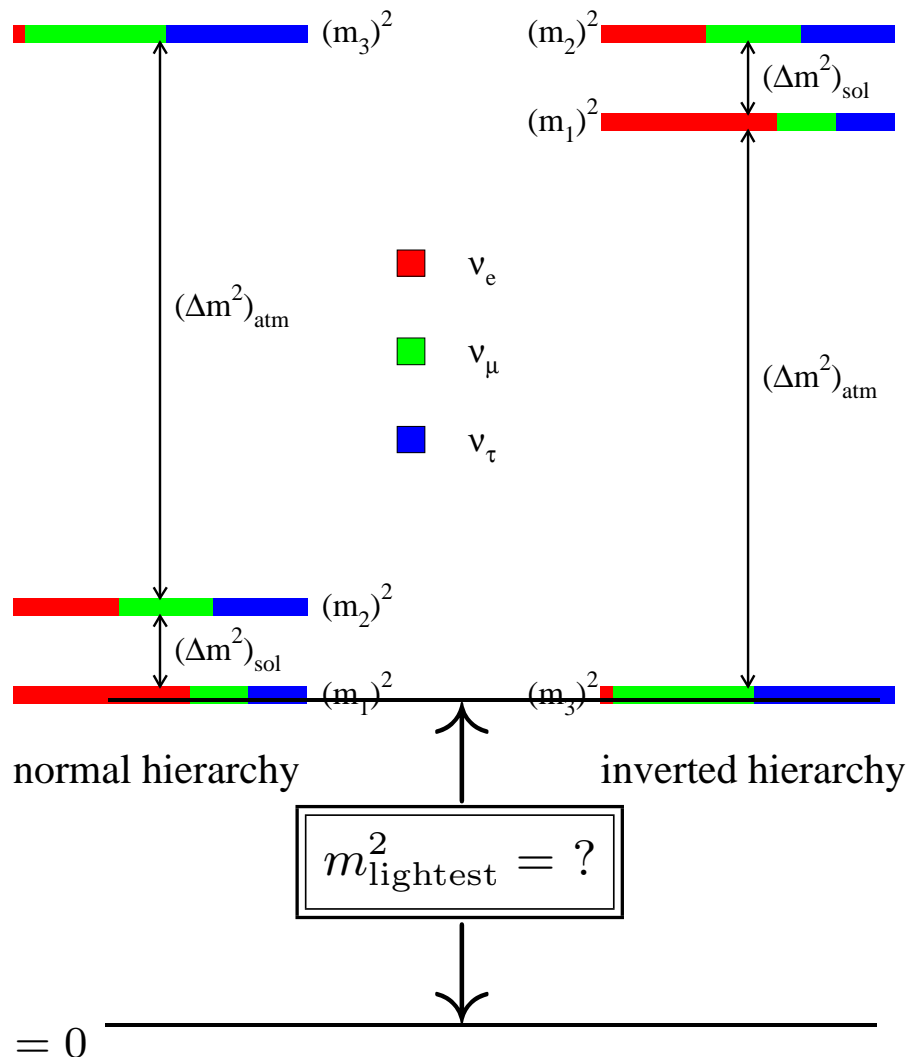 (m₃)²
(m₂)²
(Δm²)sol
(m₁)²
νe
(Δm²)atm
νμ
(Δm²)atm
ντ
(m₂)²
(Δm²)sol
(m₁)²
(m₃)²
normal hierarchy
inverted hierarchy
m²lightest = ?
= 0